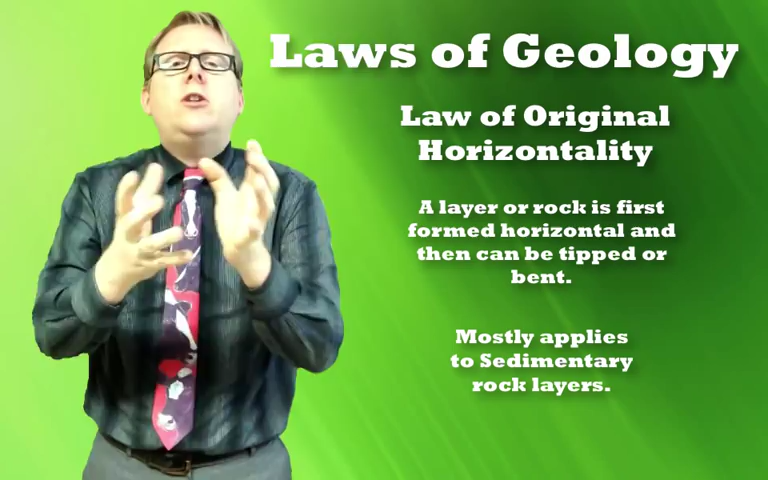 Laws of Geology
Law of Original
Horizontality
A layer or rock is first
formed horizontal and
then can be tipped or
bent.
Mostly applies
to Sedimentary
rock layers.